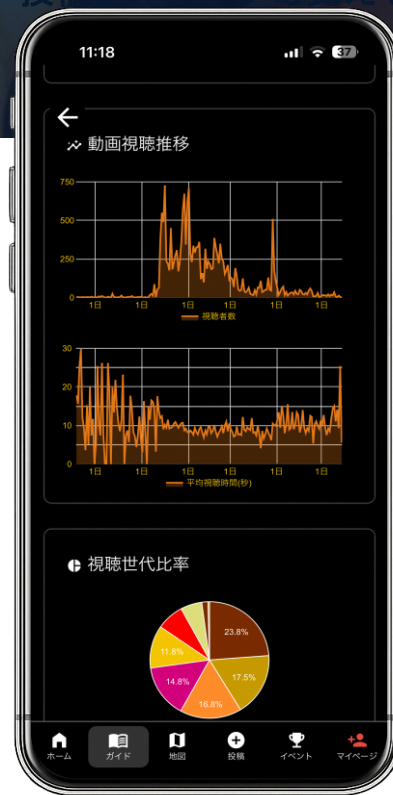 11:18
37
動画視聴推移
750
500
250
0
1日 1日 1日 1日 1日 1日
視聴者数
30
20
10
0
1日 1日 1日 1日 1日 1日
平均視聴時間(秒)
視聴世代比率
23.8%
17.5%
16.8%
14.8%
11.8%
ホーム ガイド 地図 投稿 イベント マイページ